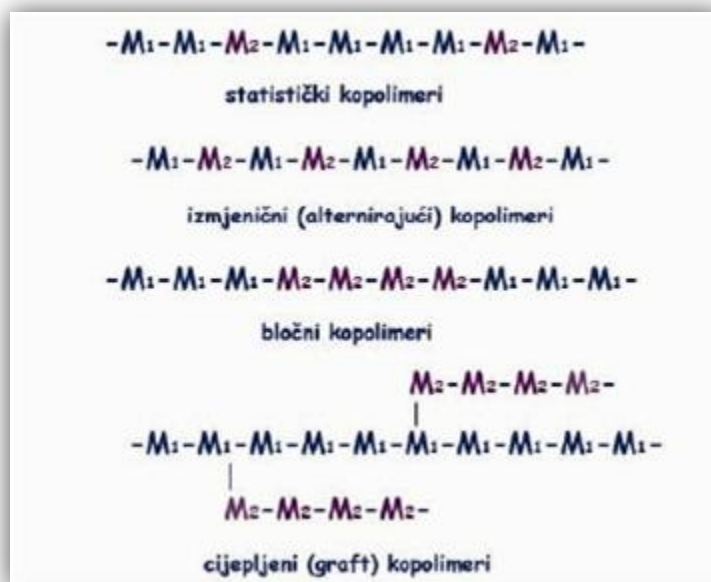 -M₁-M₁-M₂-M₁-M₁-M₁-M₁-M₂-M₁-
statistički kopolimeri
-M₁-M₂-M₁-M₂-M₁-M₂-M₁-M₂-M₁-
izmjenični (alternirajući) kopolimeri
-M₁-M₁-M₁-M₂-M₂-M₂-M₂-M₁-M₁-M₁-
bločni kopolimeri
M₂-M₂-M₂-M₂-
-M₁-M₁-M₁-M₁-M₁-M₁-M₁-M₁-M₁-M₁-
M₂-M₂-M₂-M₂-
cijepljeni (graft) kopolimeri